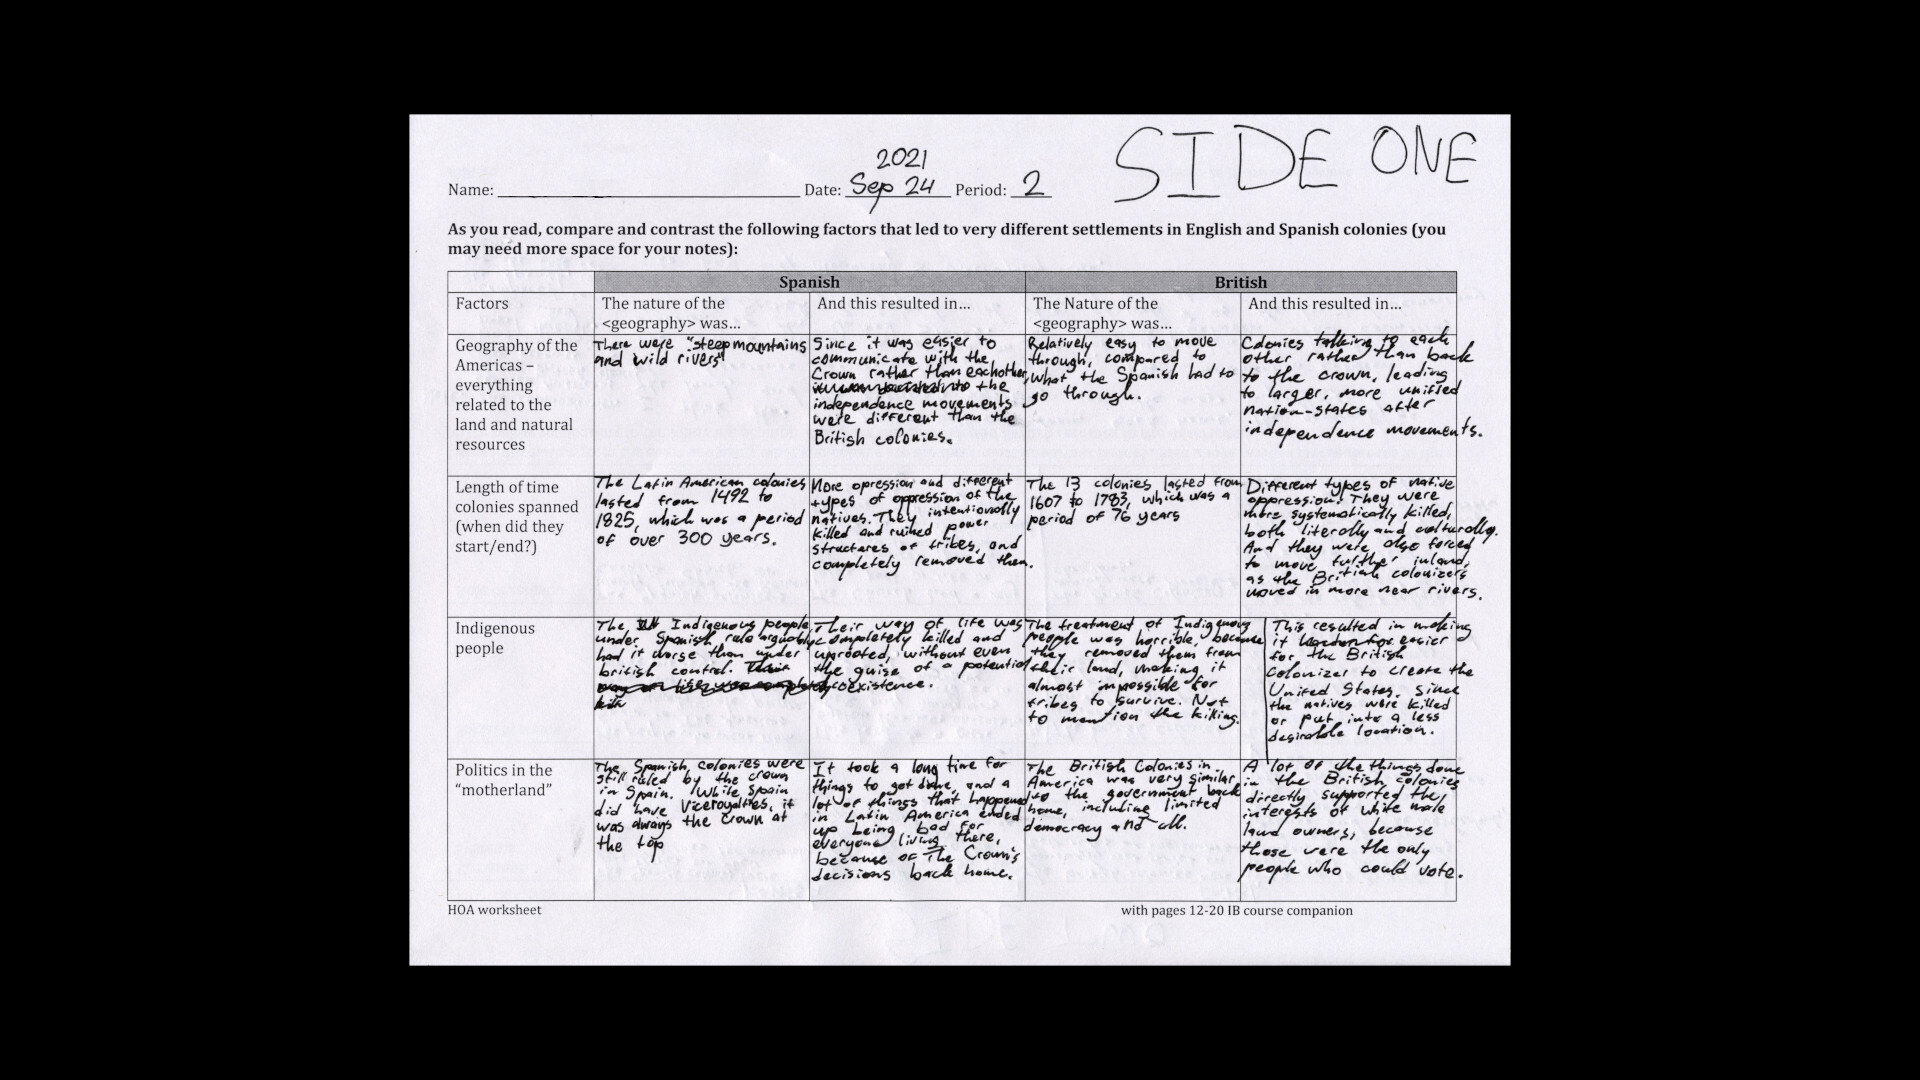 SIDE ONE
2021
Name: Date: Sep 24 Period: 2
As you read, compare and contrast the following factors that led to very different settlements in English and Spanish colonies (you
may need more space for your notes):
Spanish
British
Factors
The nature of the
<geography> was...
And this resulted in...
The Nature of the
<geography> was...
And this resulted in...
Geography of the
Americas –
everything
related to the
land and natural
resources
There were "steep mountains
and wild rivers"
Since it was easier to
communicate with the
Crown rather than eachother,
the
independence movements
were different than the
British colonies.
Relatively easy to move
through, compared to
what the Spanish had to
go through.
Colonies talking to each
other rather than back
to the crown, leading
to larger, more unified
nation-states after
independence movements.
Length of time
colonies spanned
(when did they
start/end?)
The Latin American colonies
lasted from 1492 to
1825, which was a period
of over 300 years.
More opression and different
types of oppression of the
natives. They intentionally
killed and ruined power
structures of tribes, and
completely removed them.
The 13 colonies lasted from
1607 to 1783, which was a
period of 76 years
Different types of native
oppression. They were
more systematically killed,
both literally and culturally.
And they were also forced
to move further inland,
as the British colonizers
moved in more near rivers.
Indigenous
people
The Indigenous people
under Spanish rule arguably
had it worse than under
british control.
Their way of life was
completely killed and
uprooted, without even
the guise of a potential
coexistence.
The treatment of Indigenous
people was horrible, because
they removed them from
their land, making it
almost impossible for
tribes to survive. Not
to mention the killing.
This resulted in making
it easier
for the British
Colonizer to create the
United States, since
the natives were killed
or put into a less
desirable location.
Politics in the
"motherland"
The Spanish colonies were
still ruled by the crown
in Spain. While Spain
did have Viceroyalties, it
was always the Crown at
the top
It took a long time for
things to get done, and a
lot of things that happened
in Latin America ended
up being bad for
everyone living there,
because of The Crown's
decisions back home.
The British Colonies in
America was very similar
to the government back
home, including limited
democracy and all.
A lot of the things done
in the British colonies
directly supported the
interests of white male
land owners, because
those were the only
people who could vote.
HOA worksheet
with pages 12-20 IB course companion